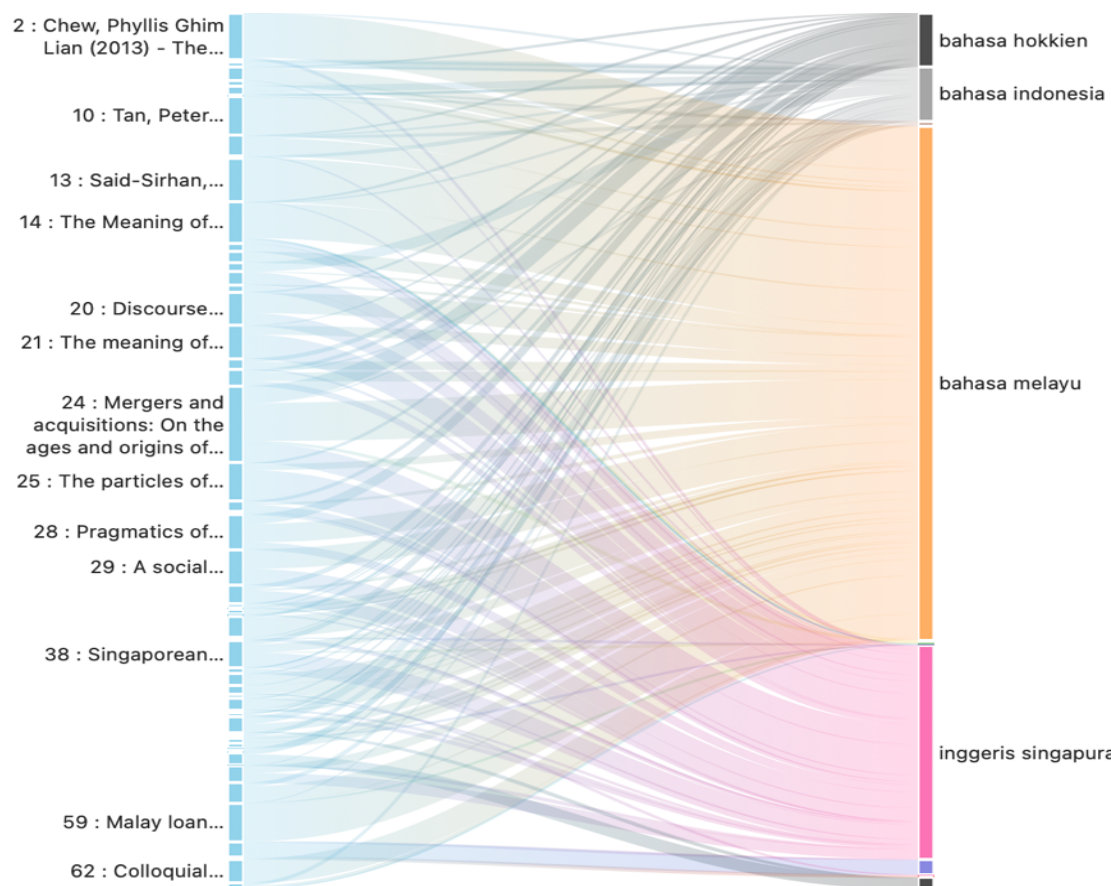 2 : Chew, Phyllis Ghim
Lian (2013) - The...
10 : Tan, Peter...
13 : Said-Sirhan,...
14 : The Meaning of...
20 : Discourse...
21 : The meaning of...
24 : Mergers and
acquisitions: On the
ages and origins of...
25 : The particles of...
28 : Pragmatics of...
29 : A social...
38 : Singaporean...
59 : Malay loan...
62 : Colloquial...
bahasa hokkien
bahasa indonesia
bahasa melayu
inggeris singapura